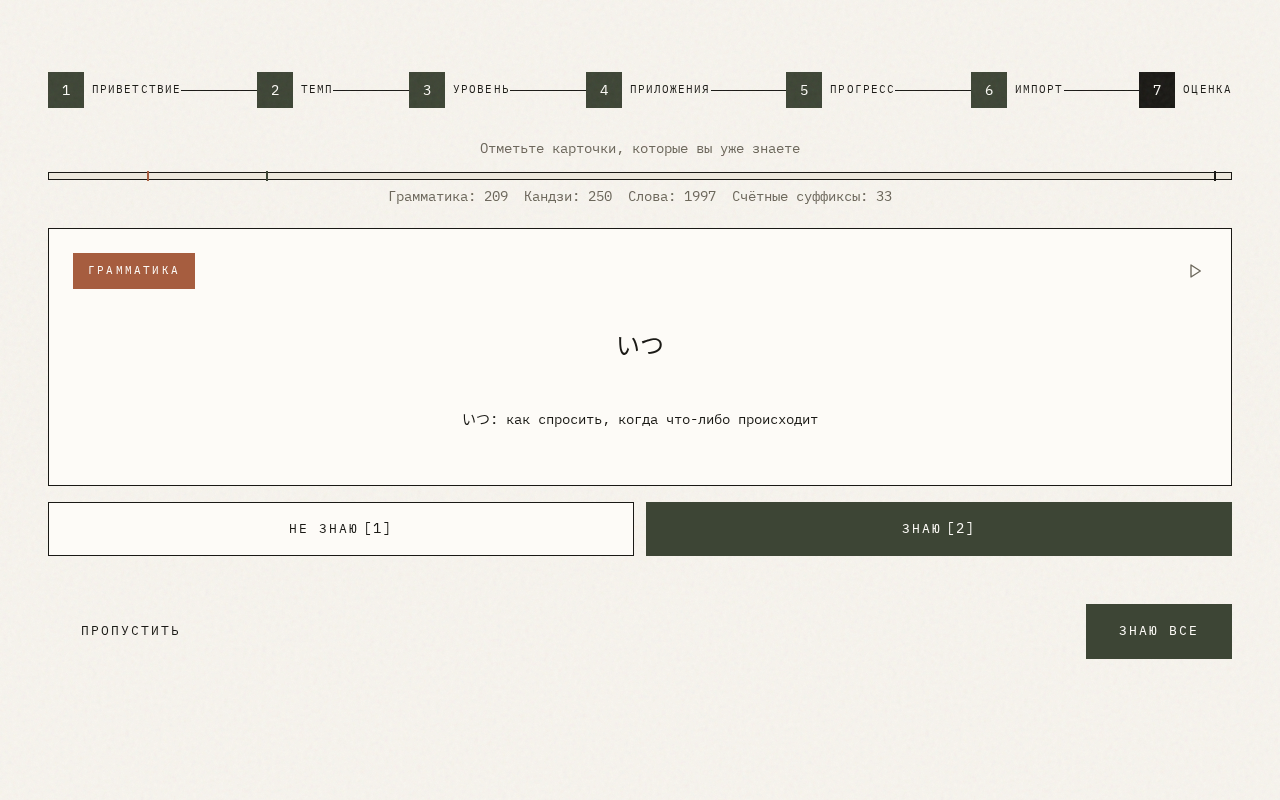 1 ПРИВЕТСТВИЕ 2 ТЕМП 3 УРОВЕНЬ 4 ПРИЛОЖЕНИЯ 5 ПРОГРЕСС 6 ИМПОРТ 7 ОЦЕНКА
Отметьте карточки, которые вы уже знаете
Грамматика: 209 Кандзи: 250 Слова: 1997 Счётные суффиксы: 33
ГРАММАТИКА
いつ
いつ: как спросить, когда что-либо происходит
НЕ ЗНАЮ [1] ЗНАЮ [2]
ПРОПУСТИТЬ ЗНАЮ ВСЕ